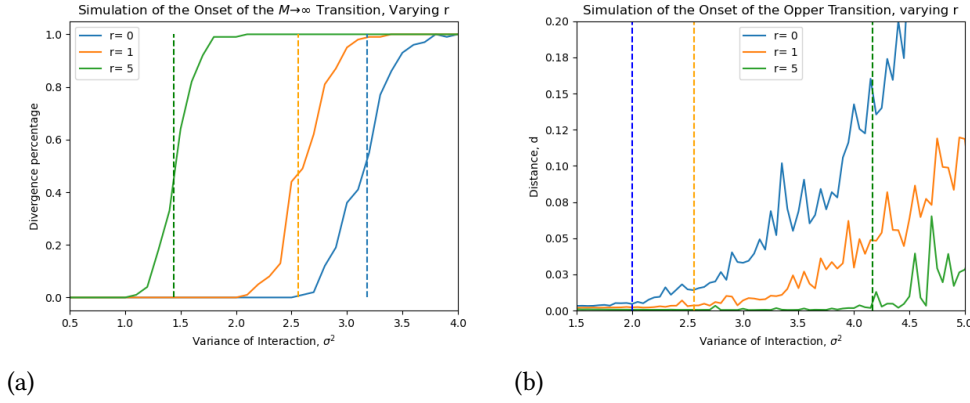 Simulation of the Onset of the M→∞ Transition, Varying r
r= 0
r= 1
r= 5
Divergence percentage
1.0
0.8
0.6
0.4
0.2
0.0
0.5 1.0 1.5 2.0 2.5 3.0 3.5 4.0
Variance of Interaction, σ²
(a)
Simulation of the Onset of the Opper Transition, varying r
r= 0
r= 1
r= 5
Distance, d
0.20
0.18
0.15
0.12
0.10
0.07
0.05
0.03
0.00
1.5 2.0 2.5 3.0 3.5 4.0 4.5 5.0
Variance of Interaction, σ²
(b)